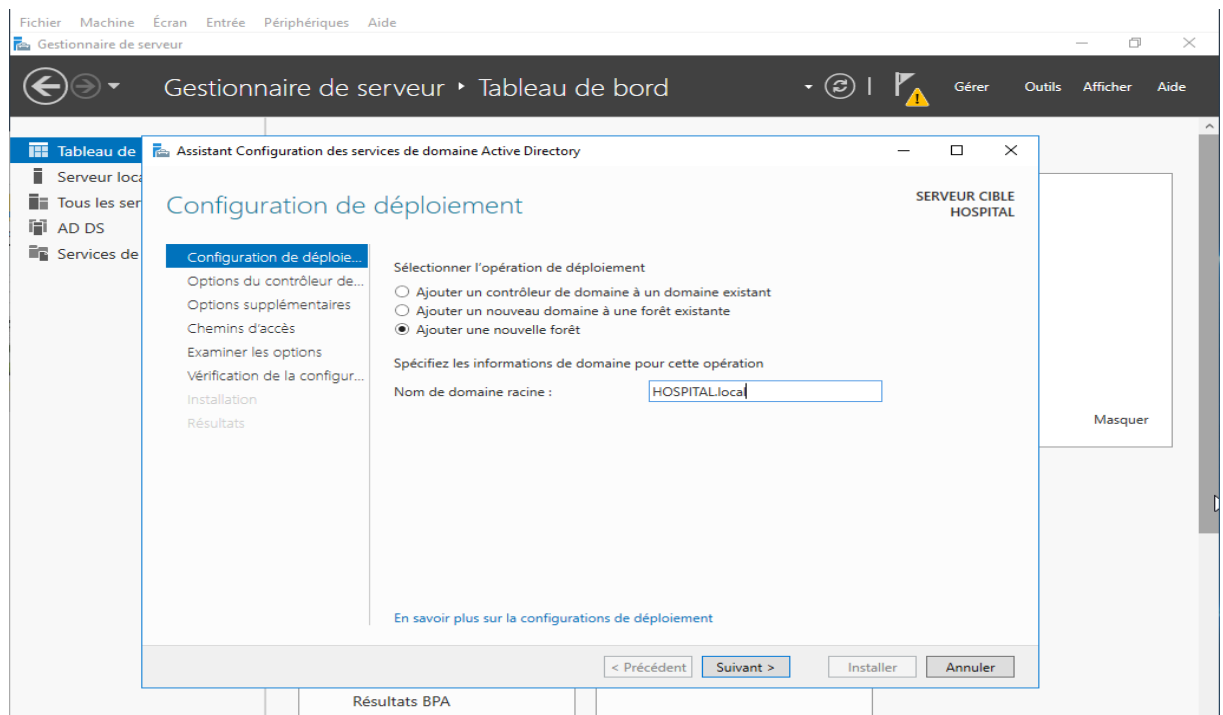 Fichier Machine Écran Entrée Périphériques Aide
Gestionnaire de serveur
Gestionnaire de serveur Tableau de bord
Gérer Outils Afficher Aide
Tableau de
Serveur loca
Tous les ser
AD DS
Services de
Assistant Configuration des services de domaine Active Directory
Configuration de déploiement
SERVEUR CIBLE
HOSPITAL
Configuration de déploie...
Options du contrôleur de...
Options supplémentaires
Chemins d'accès
Examiner les options
Vérification de la configur...
Installation
Résultats
Sélectionner l'opération de déploiement
Ajouter un contrôleur de domaine à un domaine existant
Ajouter un nouveau domaine à une forêt existante
Ajouter une nouvelle forêt
Spécifiez les informations de domaine pour cette opération
Nom de domaine racine : HOSPITAL.local
En savoir plus sur la configurations de déploiement
< Précédent Suivant > Installer Annuler
Masquer
Résultats BPA